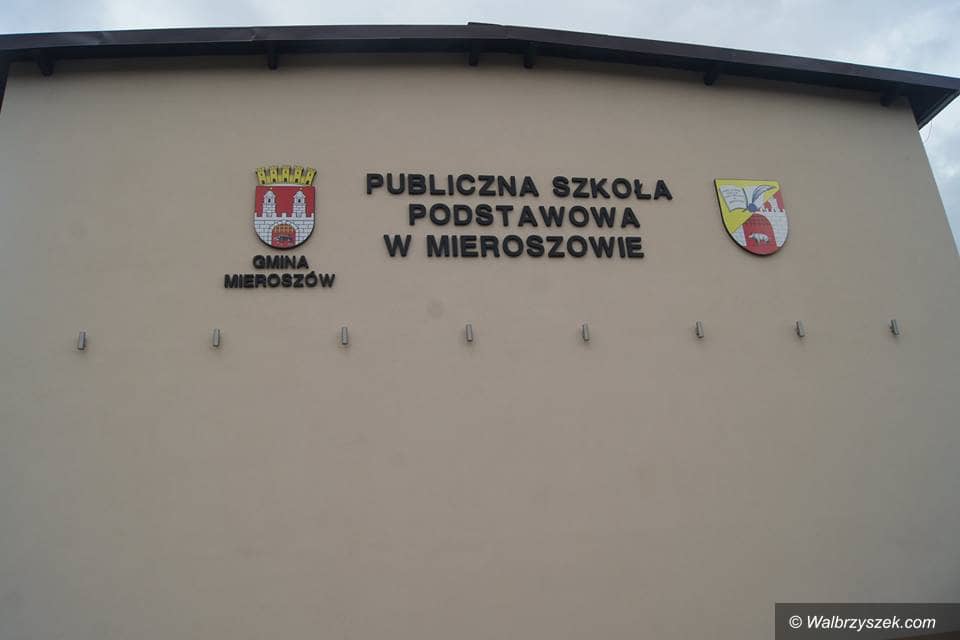 PUBLICZNA SZKOŁA
PODSTAWOWA
W MIEROSZOWIE
GMINA
MIEROSZÓW
© Walbrzyszek.com